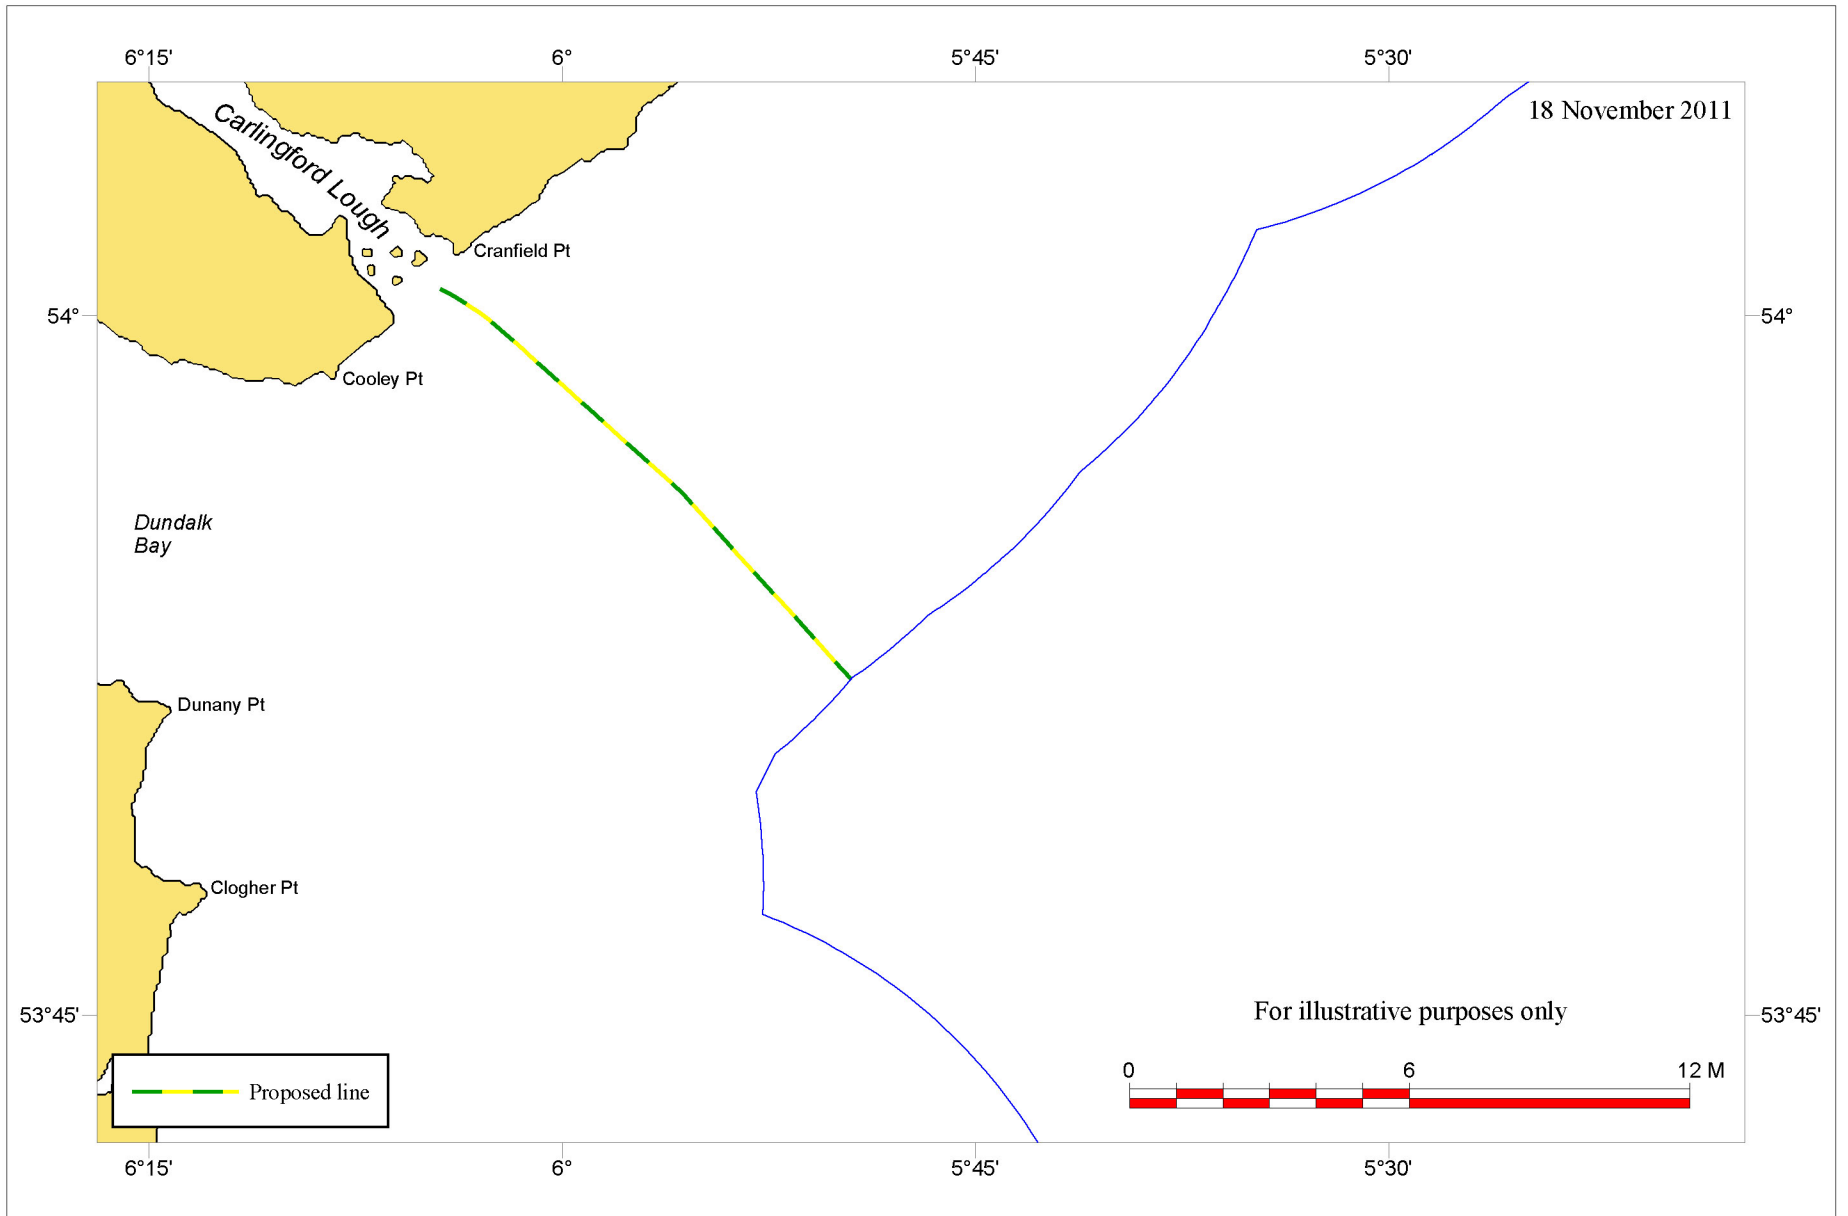 6°15'
6°
5°45'
5°30'
18 November 2011
Carlingford Lough
Cranfield Pt
54°
54°
Cooley Pt
Dundalk
Bay
Dunany Pt
Clogher Pt
53°45'
For illustrative purposes only
53°45'
0
6
12 M
Proposed line
6°15'
6°
5°45'
5°30'